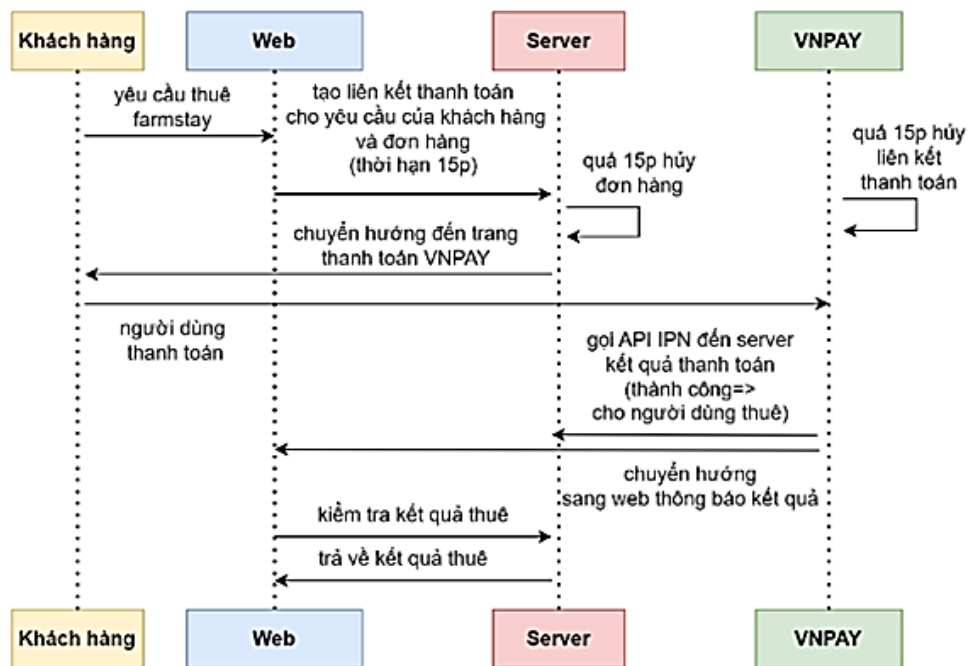 Khách hàng
Web
Server
VNPAY
yêu cầu thuê
farmstay
tạo liên kết thanh toán
cho yêu cầu của khách hàng
và đơn hàng
(thời hạn 15p)
quá 15p hủy
đơn hàng
quá 15p hủy
liên kết
thanh toán
chuyển hướng đến trang
thanh toán VNPAY
người dùng
thanh toán
gọi API IPN đến server
kết quả thanh toán
(thành công=>
cho người dùng thuê)
chuyển hướng
sang web thông báo kết quả
kiểm tra kết quả thuê
trả về kết quả thuê
Khách hàng
Web
Server
VNPAY